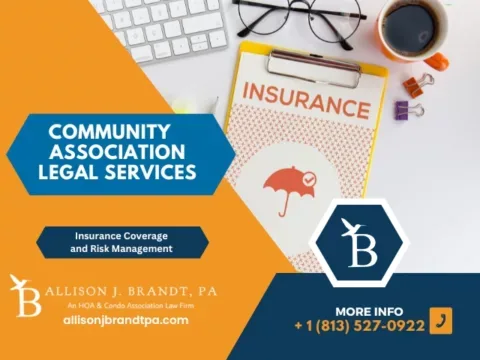 COMMUNITY
ASSOCIATION
LEGAL SERVICES
INSURANCE
Insurance Coverage
and Risk Management
B
ALLISON J. BRANDT, PA
An HOA & Condo Association Law Firm
allisonjbrandtpa.com
B
MORE INFO
+ 1 (813) 527-0922